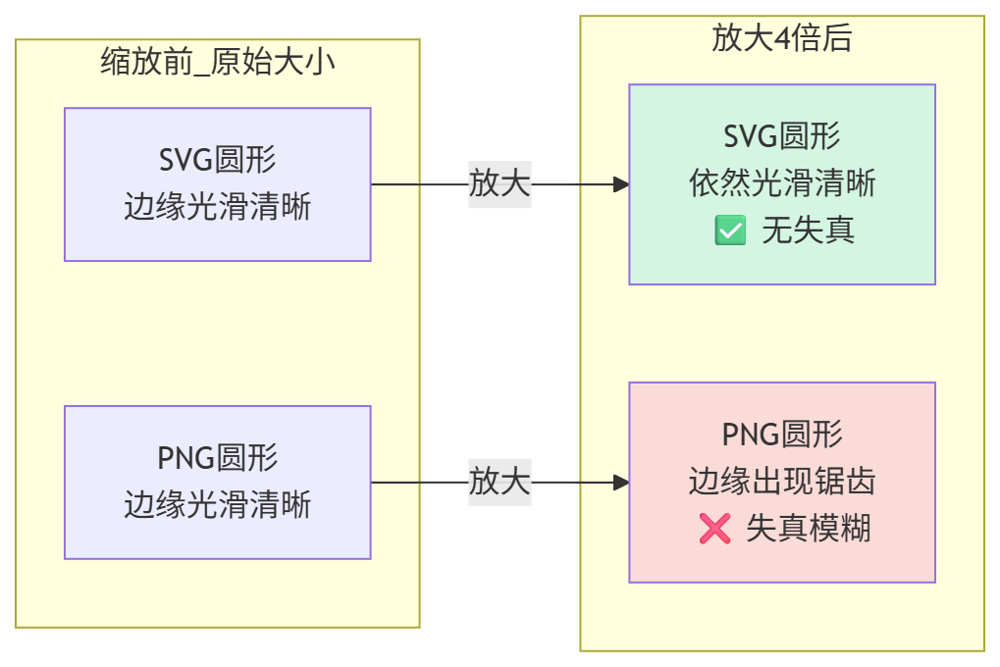 缩放前_原始大小
SVG圆形
边缘光滑清晰
PNG圆形
边缘光滑清晰
放大
放大
放大4倍后
SVG圆形
依然光滑清晰
✅ 无失真
PNG圆形
边缘出现锯齿
❌ 失真模糊